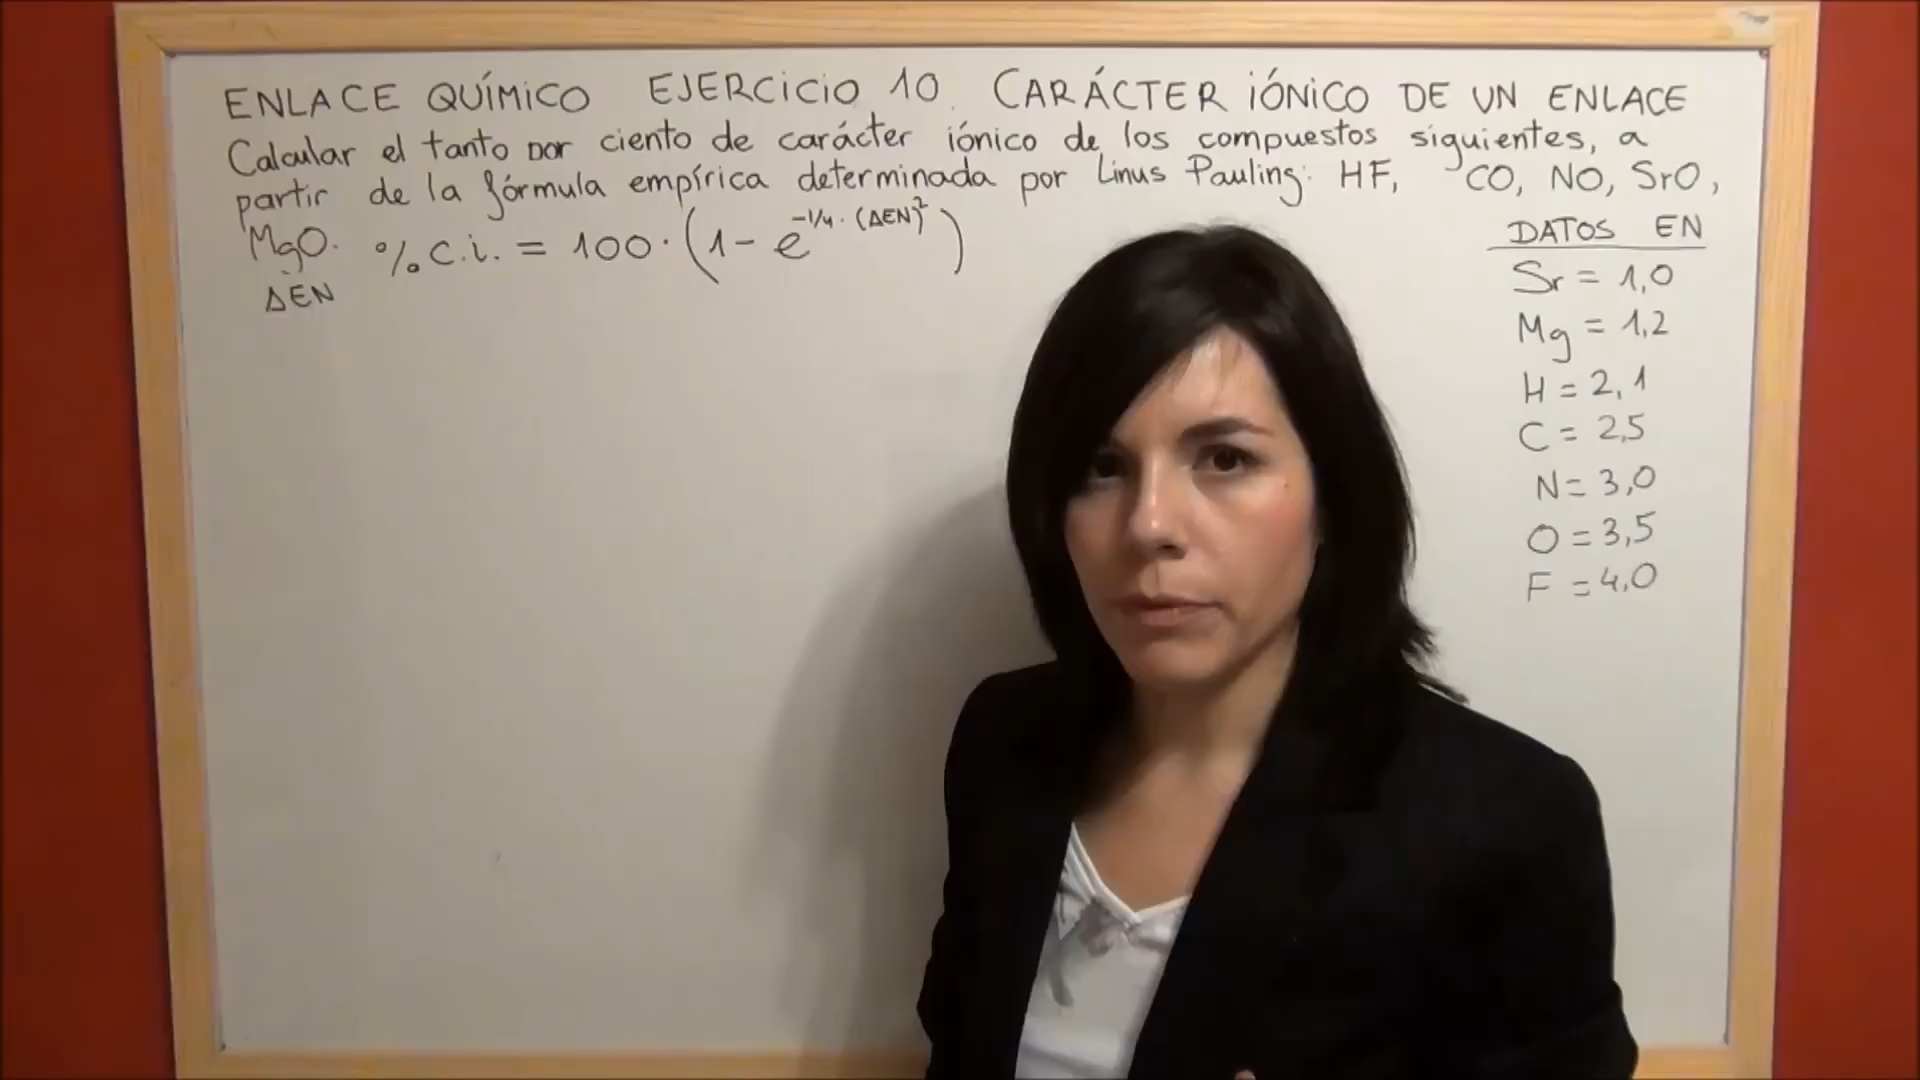 ENLACE QUÍMICO EJERCICIO 10. CARÁCTER IÓNICO DE UN ENLACE
Calcular el tanto por ciento de carácter iónico de los compuestos siguientes, a
partir de la fórmula empírica determinada por Linus Pauling: HF, CO, NO, SrO,
MgO. %c.i. = 100·(1-e^-1/4·(ΔEN)²)
ΔEN
DATOS EN
Sr = 1,0
Mg = 1,2
H = 2,1
C = 2,5
N = 3,0
O = 3,5
F = 4,0